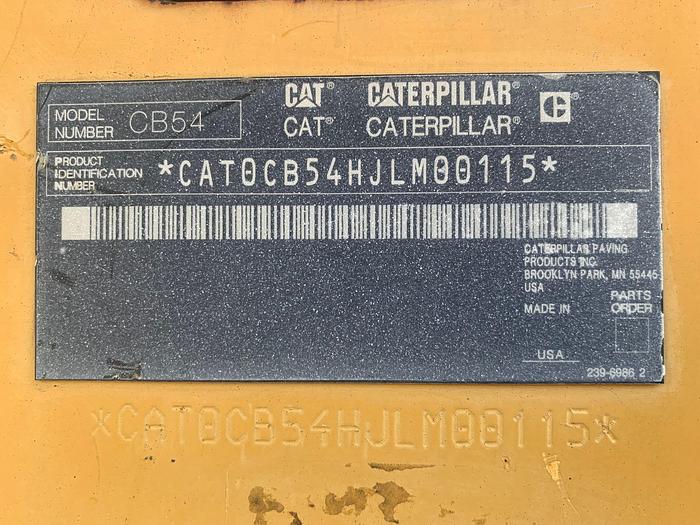 MODEL NUMBER CB54
CAT® CATERPILLAR® C
CAT® CATERPILLAR®
PRODUCT
IDENTIFICATION
NUMBER
*CAT0CB54HJLM00115*
CATERPILLAR PAVING
PRODUCTS INC.
BROOKLYN PARK, MN 55445
USA
MADE IN
PARTS
ORDER
USA
239-6986 2
*CAT0CB54HJLM00115*